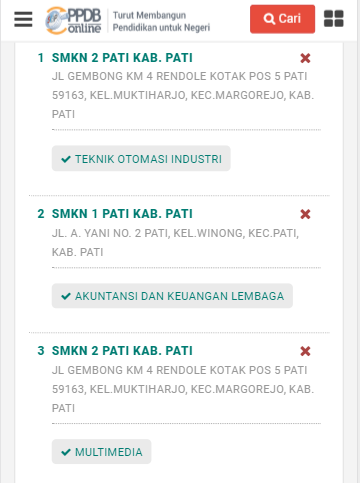 PPDB online
Turut Membangun
Pendidikan untuk Negeri
Cari
1 SMKN 2 PATI KAB. PATI
JL GEMBONG KM 4 RENDOLE KOTAK POS 5 PATI
59163, KEL.MUKTIHARJO, KEC.MARGOREJO, KAB.
PATI
TEKNIK OTOMASI INDUSTRI
2 SMKN 1 PATI KAB. PATI
JL. A. YANI NO. 2 PATI, KEL.WINONG, KEC.PATI,
KAB. PATI
AKUNTANSI DAN KEUANGAN LEMBAGA
3 SMKN 2 PATI KAB. PATI
JL GEMBONG KM 4 RENDOLE KOTAK POS 5 PATI
59163, KEL.MUKTIHARJO, KEC.MARGOREJO, KAB.
PATI
MULTIMEDIA